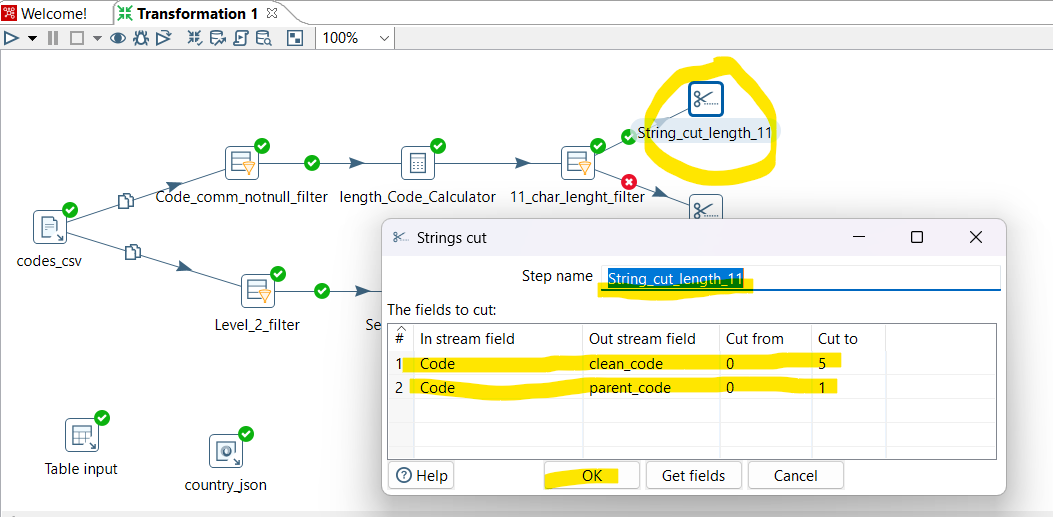 Welcome!
Transformation 1
100%
String_cut_length_11
Code_comm_notnull_filter
length_Code_Calculator
11_char_lenght_filter
codes_csv
Level_2_filter
Se
Table input
country_json
Strings cut
Step name String_cut_length_11
The fields to cut:
# In stream field Out stream field Cut from Cut to
1 Code clean_code 0 5
2 Code parent_code 0 1
Help OK Get fields Cancel